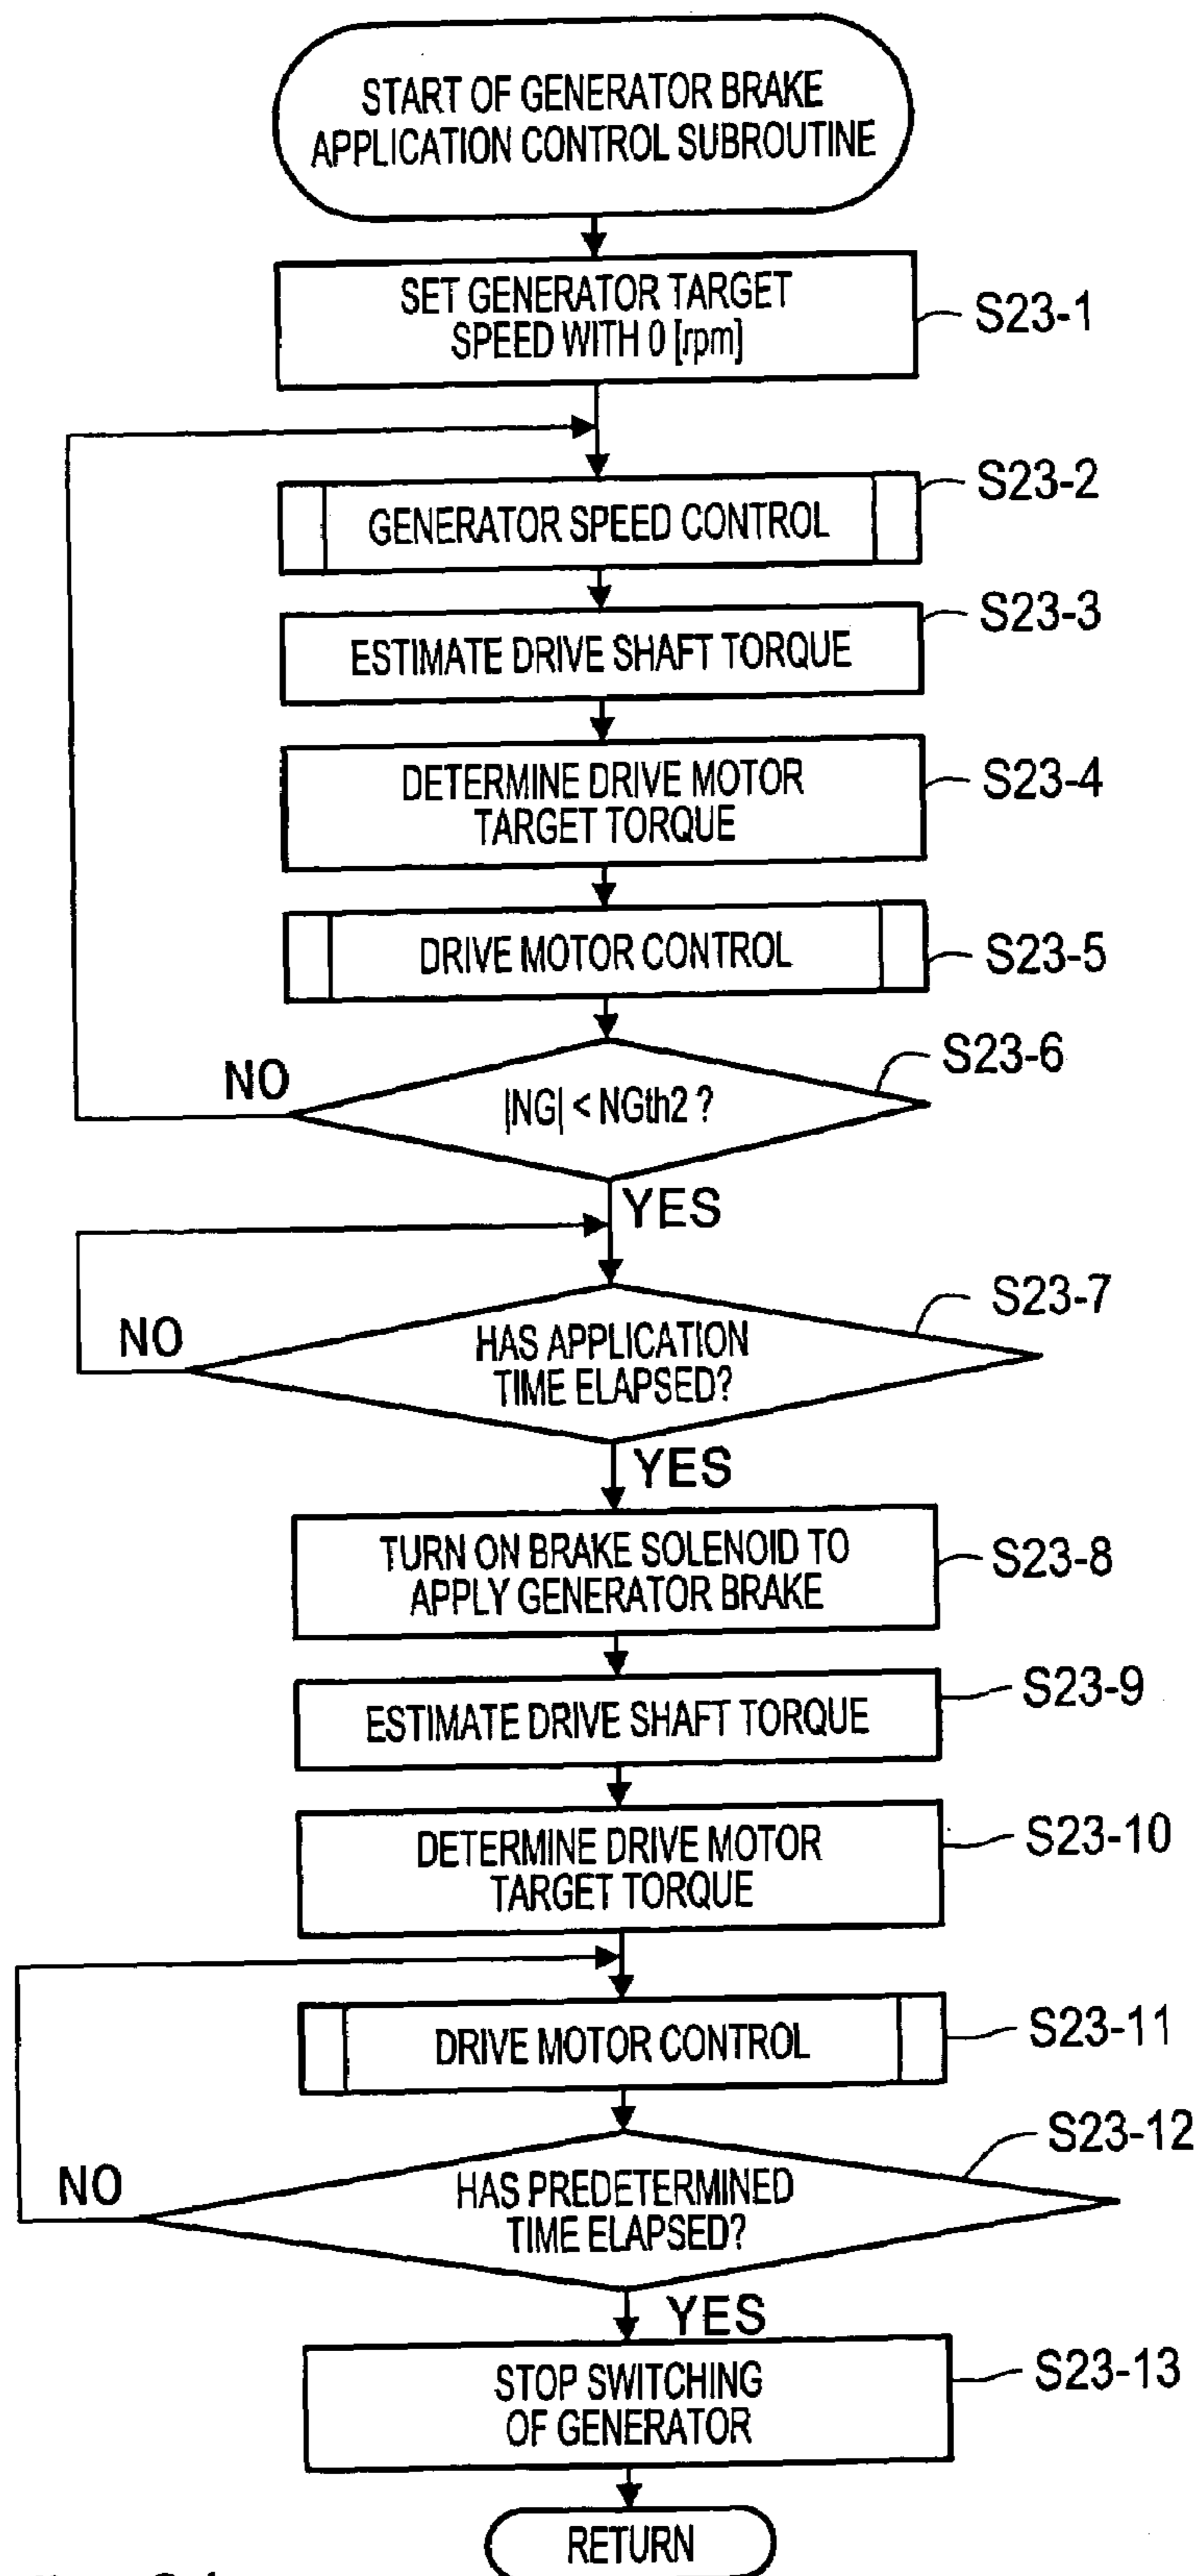 START OF GENERATOR BRAKE
APPLICATION CONTROL SUBROUTINE
SET GENERATOR TARGET
SPEED WITH 0 [rpm]
S23-1
GENERATOR SPEED CONTROL
S23-2
ESTIMATE DRIVE SHAFT TORQUE
S23-3
DETERMINE DRIVE MOTOR
TARGET TORQUE
S23-4
DRIVE MOTOR CONTROL
S23-5
|NG| < NGth2 ?
S23-6
NO
YES
HAS APPLICATION
TIME ELAPSED?
S23-7
NO
YES
TURN ON BRAKE SOLENOID TO
APPLY GENERATOR BRAKE
S23-8
ESTIMATE DRIVE SHAFT TORQUE
S23-9
DETERMINE DRIVE MOTOR
TARGET TORQUE
S23-10
DRIVE MOTOR CONTROL
S23-11
HAS PREDETERMINED
TIME ELAPSED?
S23-12
NO
YES
STOP SWITCHING
OF GENERATOR
S23-13
RETURN